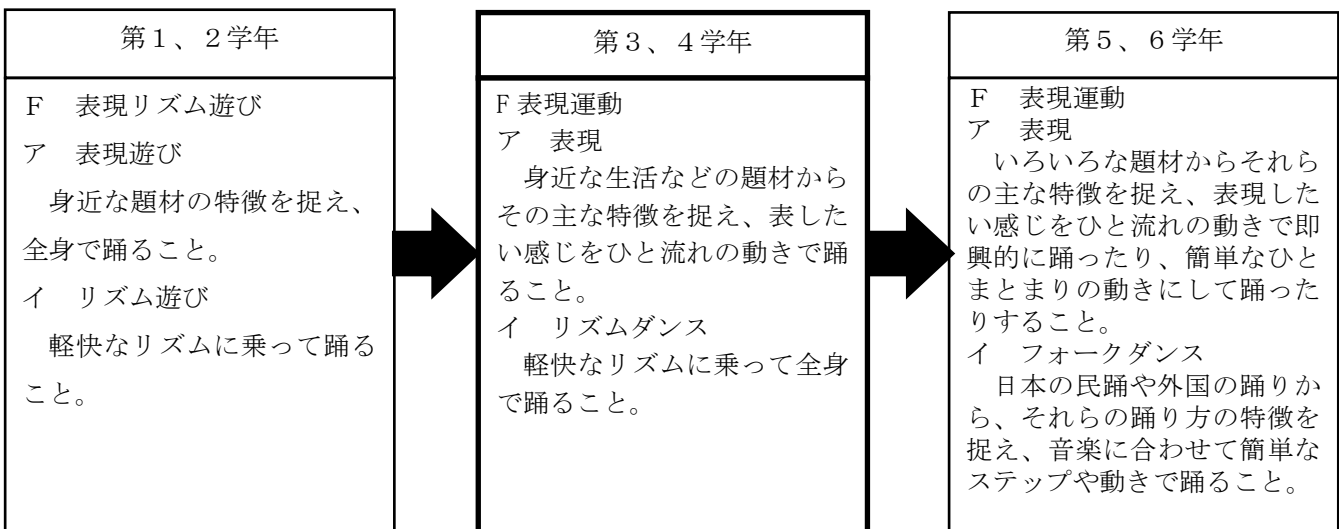 第１、２学年
Ｆ　表現リズム遊び
ア　表現遊び
　身近な題材の特徴を捉え、
全身で踊ること。
イ　リズム遊び
　軽快なリズムに乗って踊る
こと。
第３、４学年
F 表現運動
ア　表現
　身近な生活などの題材から
その主な特徴を捉え、表した
い感じをひと流れの動きで踊
ること。
イ　リズムダンス
　軽快なリズムに乗って全身
で踊ること。
第５、６学年
Ｆ　表現運動
ア　表現
　いろいろな題材からそれら
の主な特徴を捉え、表現した
い感じをひと流れの動きで即
興的に踊ったり、簡単なひと
まとまりの動きにして踊った
りすること。
イ　フォークダンス
　日本の民踊や外国の踊りか
ら、それらの踊り方の特徴を
捉え、音楽に合わせて簡単な
ステップや動きで踊ること。